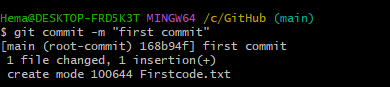 Hema@DESKTOP-FRD5K3T MINGW64 /c/GitHub (main)
$ git commit -m "first commit"
[main (root-commit) 168b94f] first commit
 1 file changed, 1 insertion(+)
 create mode 100644 Firstcode.txt